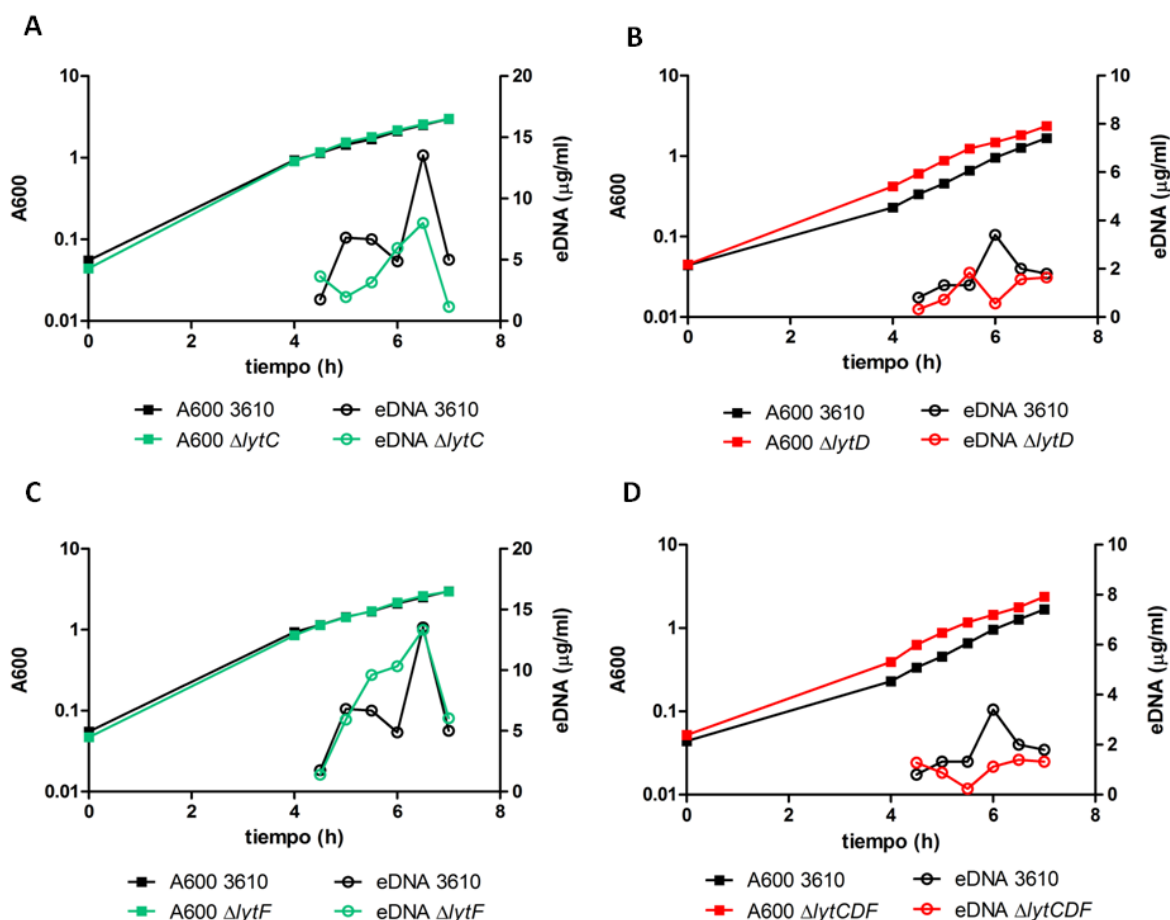 A
10
1
0.1
0.01
A600
20
15
10
5
0
eDNA (µg/ml)
0 2 4 6 8
tiempo (h)
A600 3610 eDNA 3610
A600 ΔlytC eDNA ΔlytC
B
10
1
0.1
0.01
A600
10
8
6
4
2
0
eDNA (µg/ml)
0 2 4 6 8
tiempo (h)
A600 3610 eDNA 3610
A600 ΔlytD eDNA ΔlytD
C
10
1
0.1
0.01
A600
20
15
10
5
0
eDNA (µg/ml)
0 2 4 6 8
tiempo (h)
A600 3610 eDNA 3610
A600 ΔlytF eDNA ΔlytF
D
10
1
0.1
0.01
A600
10
8
6
4
2
0
eDNA (µg/ml)
0 2 4 6 8
tiempo (h)
A600 3610 eDNA 3610
A600 ΔlytCDF eDNA ΔlytCDF